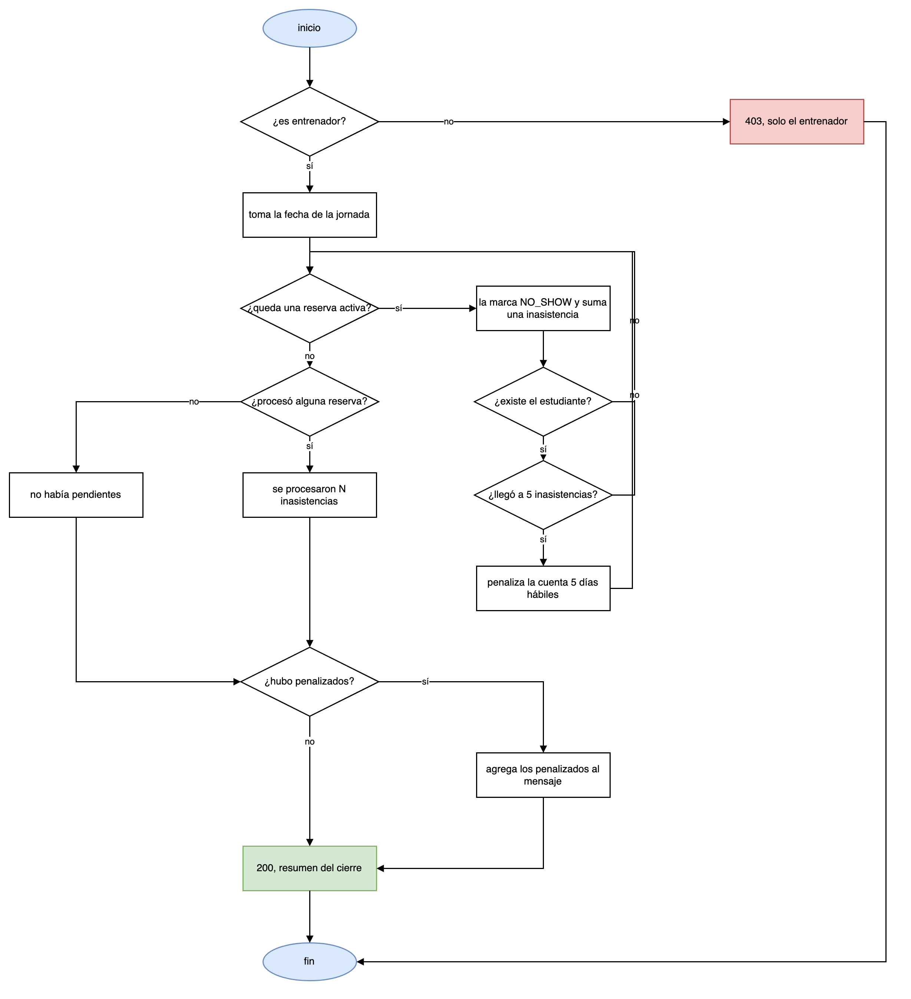 inicio
¿es entrenador?
no
403, solo el entrenador
sí
toma la fecha de la jornada
¿queda una reserva activa?
sí
la marca NO_SHOW y suma
una inasistencia
no
no
¿procesó alguna reserva?
no
¿existe el estudiante?
no
sí
sí
no había pendientes
se procesaron N
inasistencias
¿llegó a 5 inasistencias?
sí
penaliza la cuenta 5 días
hábiles
¿hubo penalizados?
sí
no
agrega los penalizados al
mensaje
200, resumen del cierre
fin